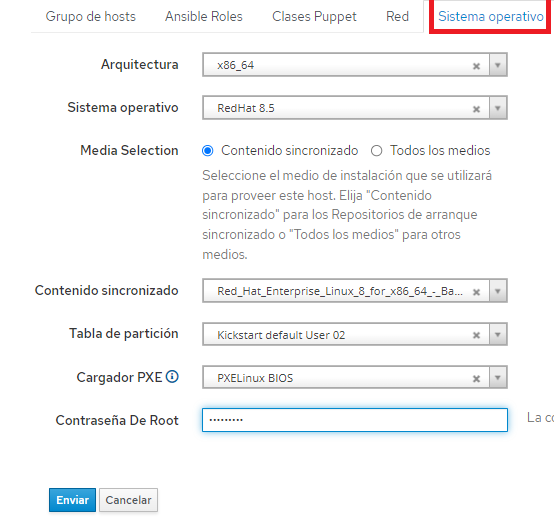 Grupo de hosts Ansible Roles Clases Puppet Red Sistema operativo
Arquitectura x86_64
Sistema operativo RedHat 8.5
Media Selection Contenido sincronizado Todos los medios
Seleccione el medio de instalación que se utilizará
para proveer este host. Elija "Contenido
sincronizado" para los Repositorios de arranque
sincronizado o "Todos los medios" para otros
medios.
Contenido sincronizado Red_Hat_Enterprise_Linux_8_for_x86_64_-_Ba...
Tabla de partición Kickstart default User 02
Cargador PXE PXELinux BIOS
Contraseña De Root ••••••••• La
Enviar Cancelar